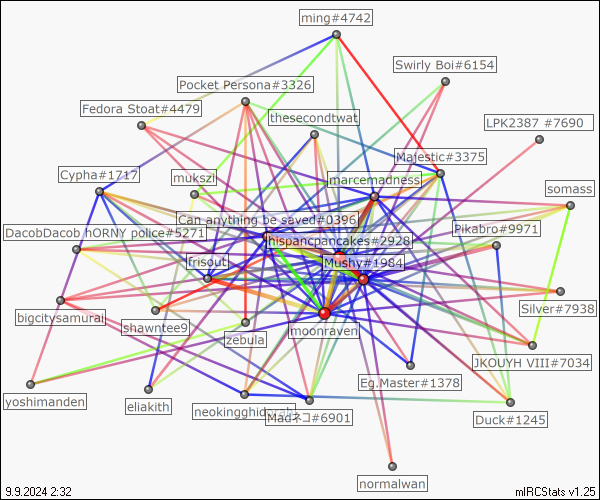 ming#4742
Swirly Boi#6154
Pocket Persona#3326
Fedora Stoat#4479
thesecondtwat
LPK2387 #7690
Majestic#3375
Cypha#1717
mukszi
marcemadness
somass
Can anything be saved#0396
DacobDacob hORNY police#5271
Pikabro#9971
hispancpancakes#2928
frisout
Mushy#1984
bigcitysamurai
Silver#7938
shawntee9
moonraven
zebula
JKOUYH VIII#7034
Eg.Master#1378
yoshimanden
eliakith
Madネコ#6901
Duck#1245
normalwan
9.9.2024 2:32
mIRCStats v1.25